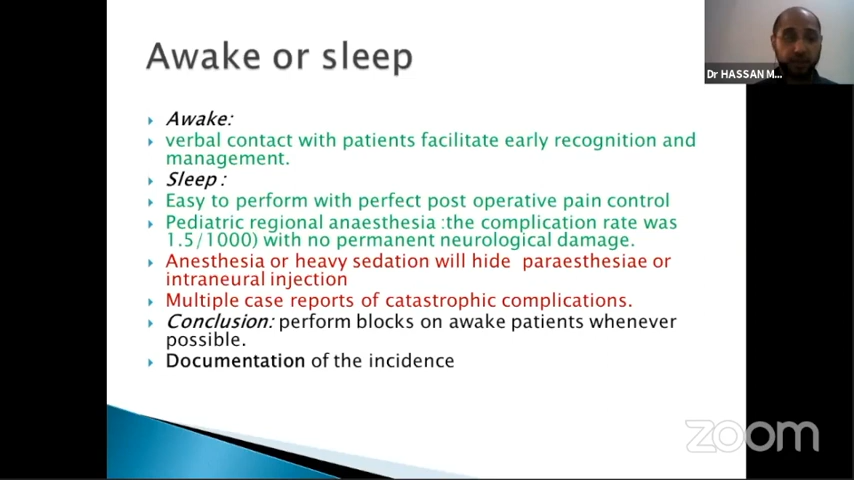 Awake or sleep
Dr HASSAN M...
Awake:
verbal contact with patients facilitate early recognition and
management.
Sleep :
Easy to perform with perfect post operative pain control
Pediatric regional anaesthesia :the complication rate was
1.5/1000) with no permanent neurological damage.
Anesthesia or heavy sedation will hide paraesthesiae or
intraneural injection
Multiple case reports of catastrophic complications.
Conclusion: perform blocks on awake patients whenever
possible.
Documentation of the incidence
zoom